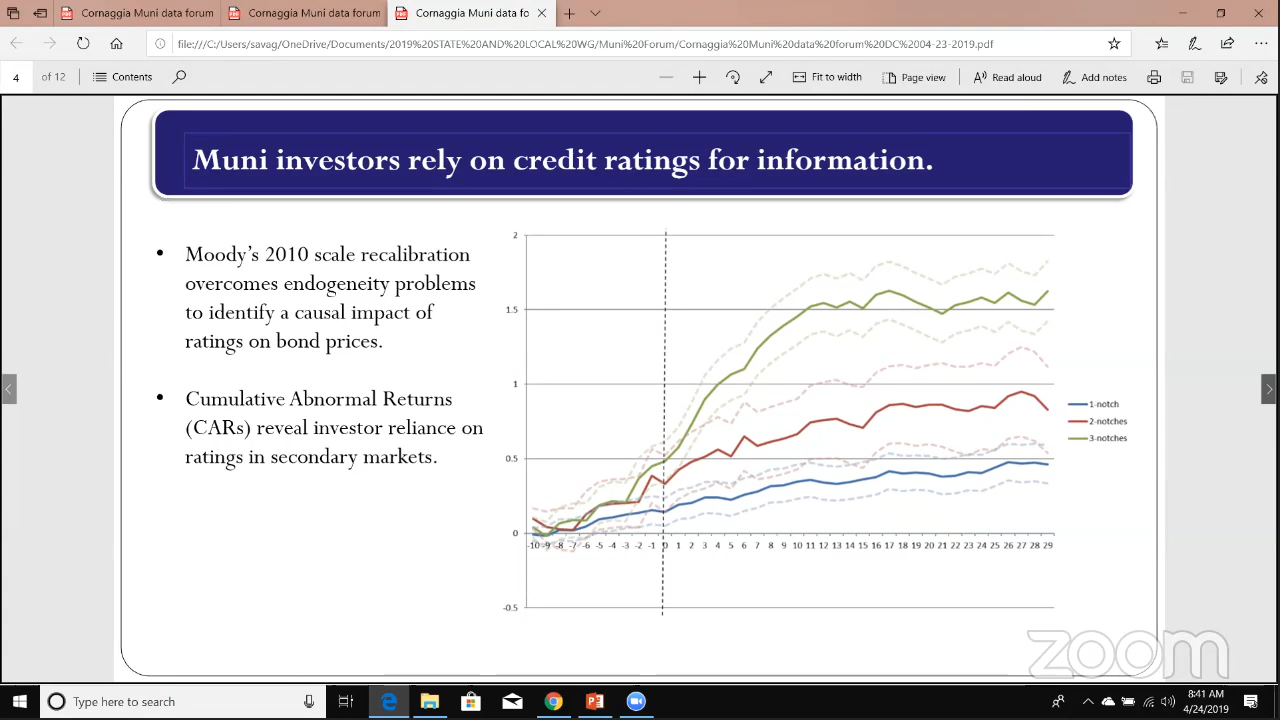 Cornaggia Muni data fo
Cornaggia Muni data fo
Cornaggia Muni data fo
file:///C:/Users/savag/OneDrive/Documents/2019%20STATE%20AND%20LOCAL%20WG/Muni%20Forum/Cornaggia%20Muni%20data%20forum%20DC%2004-23-2019.pdf
4 of 12 Contents Fit to width Page view Read aloud Add notes
Muni investors rely on credit ratings for information.
• Moody's 2010 scale recalibration
overcomes endogeneity problems
to identify a causal impact of
ratings on bond prices.
• Cumulative Abnormal Returns
(CARs) reveal investor reliance on
ratings in secondary markets.
2
1.5
1
0.5
0
-0.5
-10 -9 -8 -7 -6 -5 -4 -3 -2 -1 0 1 2 3 4 5 6 7 8 9 10 11 12 13 14 15 16 17 18 19 20 21 22 23 24 25 26 27 28 29
1-notch
2-notches
3-notches
zoom
Type here to search
8:41 AM
4/24/2019